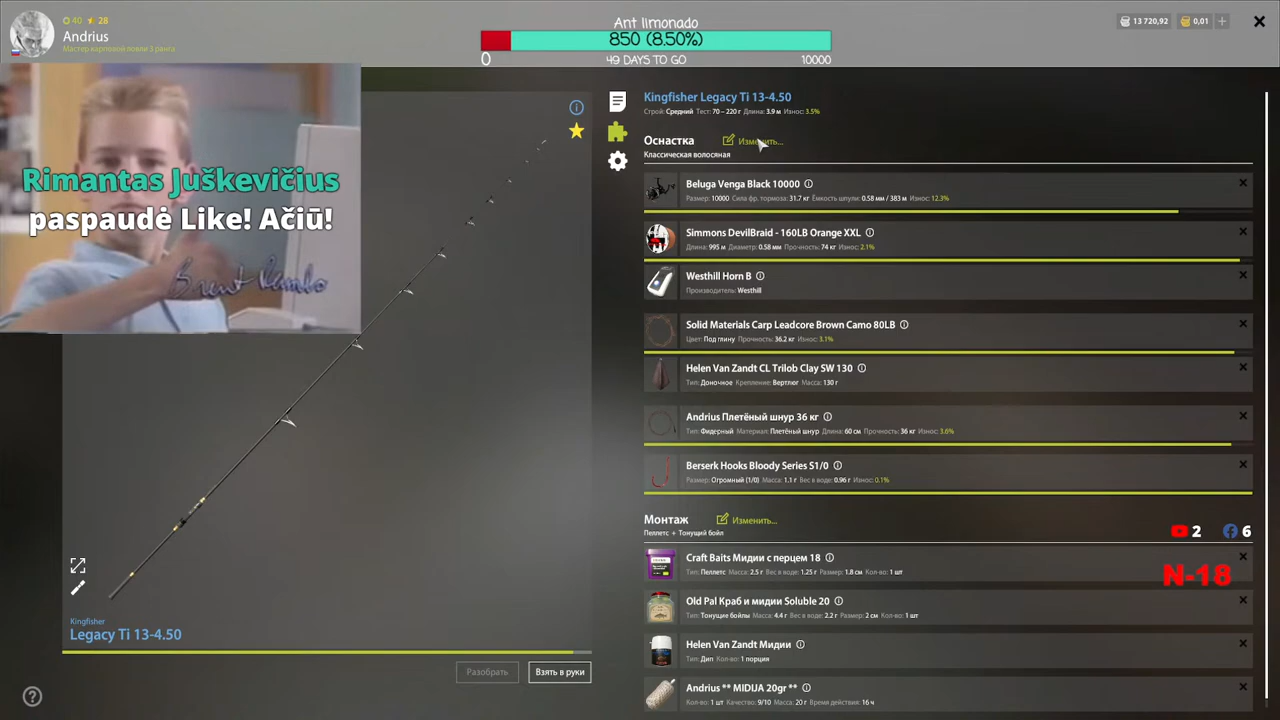 40 28
Andrius
Мастер карповой ловли 3 ранга
Ant limonado
850 (8.50%)
0
49 DAYS TO GO
10000
13 720,92
0,01
Rimantas Juškevičius
paspaudė Like! Ačiū!
Brent Rambo
Kingfisher Legacy Ti 13-4.50
Строй: Средний Тест: 70 – 220 г Длина: 3.9 м Износ: 3.5%
Оснастка
Изменить...
Классическая волосяная
Beluga Venga Black 10000
Размер: 10000 Сила фр. тормоза: 31.7 кг Ёмкость шпули: 0.58 мм / 383 м Износ: 12.3%
Simmons DevilBraid - 160LB Orange XXL
Длина: 995 м Диаметр: 0.58 мм Прочность: 74 кг Износ: 2.1%
Westhill Horn B
Производитель: Westhill
Solid Materials Carp Leadcore Brown Camo 80LB
Цвет: Под глину Прочность: 36.2 кг Износ: 3.1%
Helen Van Zandt CL Trilob Clay SW 130
Тип: Доночное Крепление: Вертлюг Масса: 130 г
Andrius Плетёный шнур 36 кг
Тип: Фидерный Материал: Плетёный шнур Длина: 60 см Прочность: 36 кг Износ: 3.6%
Berserk Hooks Bloody Series S1/0
Размер: Огромный (1/0) Масса: 1.1 г Вес в воде: 0.96 г Износ: 0.1%
Монтаж
Изменить...
Пеллетс + Тонущий бойл
2
6
N-18
Craft Baits Мидии с перцем 18
Тип: Пеллетс Масса: 2.5 г Вес в воде: 1.25 г Размер: 1.8 см Кол-во: 1 шт
Old Pal Краб и мидии Soluble 20
Тип: Тонущие бойлы Масса: 4.4 г Вес в воде: 2.2 г Размер: 2 см Кол-во: 1 шт
Helen Van Zandt Мидии
Тип: Дип Кол-во: 1 порция
Andrius ** MIDIJA 20gr **
Кол-во: 1 шт Качество: 9/10 Масса: 20 г Время действия: 16 ч
Kingfisher
Legacy Ti 13-4.50
Разобрать
Взять в руки